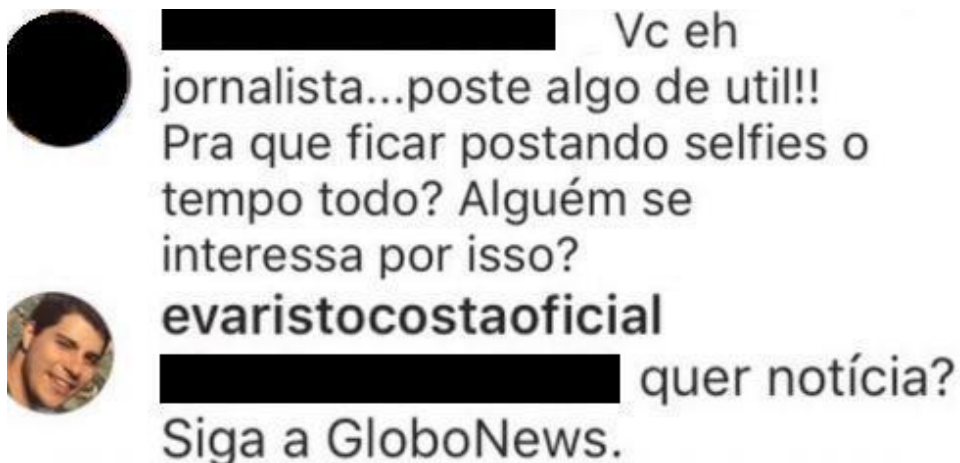 Vc eh
jornalista...poste algo de util!!
Pra que ficar postando selfies o
tempo todo? Alguém se
interessa por isso?
evaristocostaoficial
quer notícia?
Siga a GloboNews.